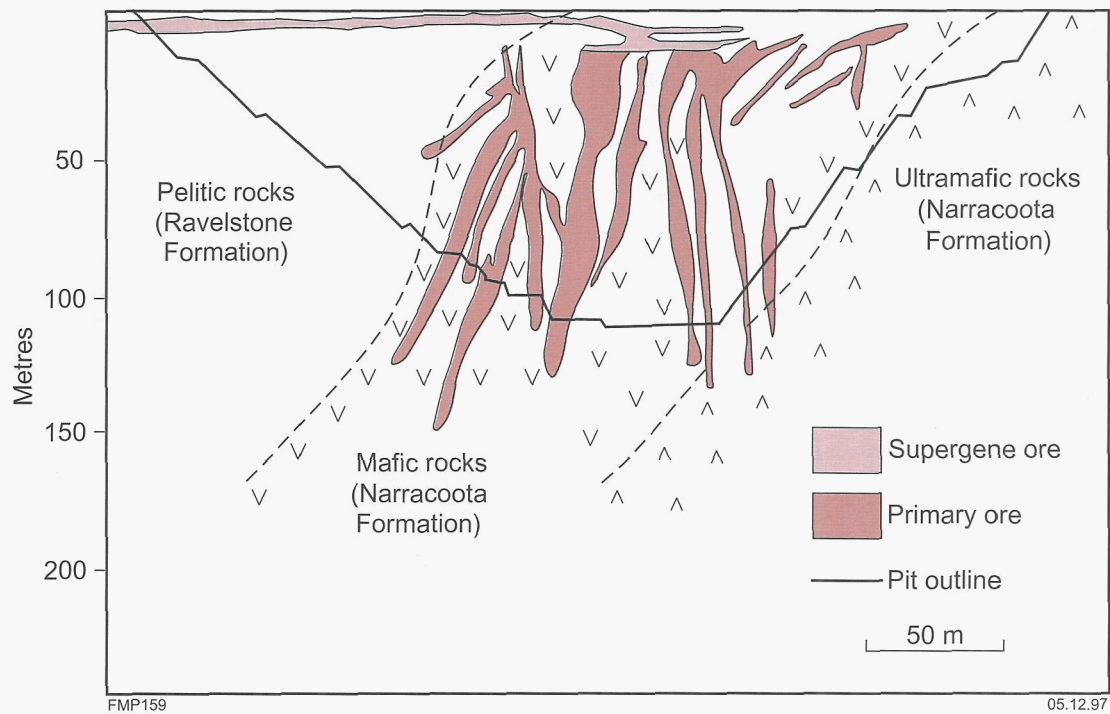 50
100
150
200
Metres
Pelitic rocks
(Ravelstone
Formation)
Ultramafic rocks
(Narracoota
Formation)
Mafic rocks
(Narracoota
Formation)
Supergene ore
Primary ore
Pit outline
50 m
FMP159
05.12.97